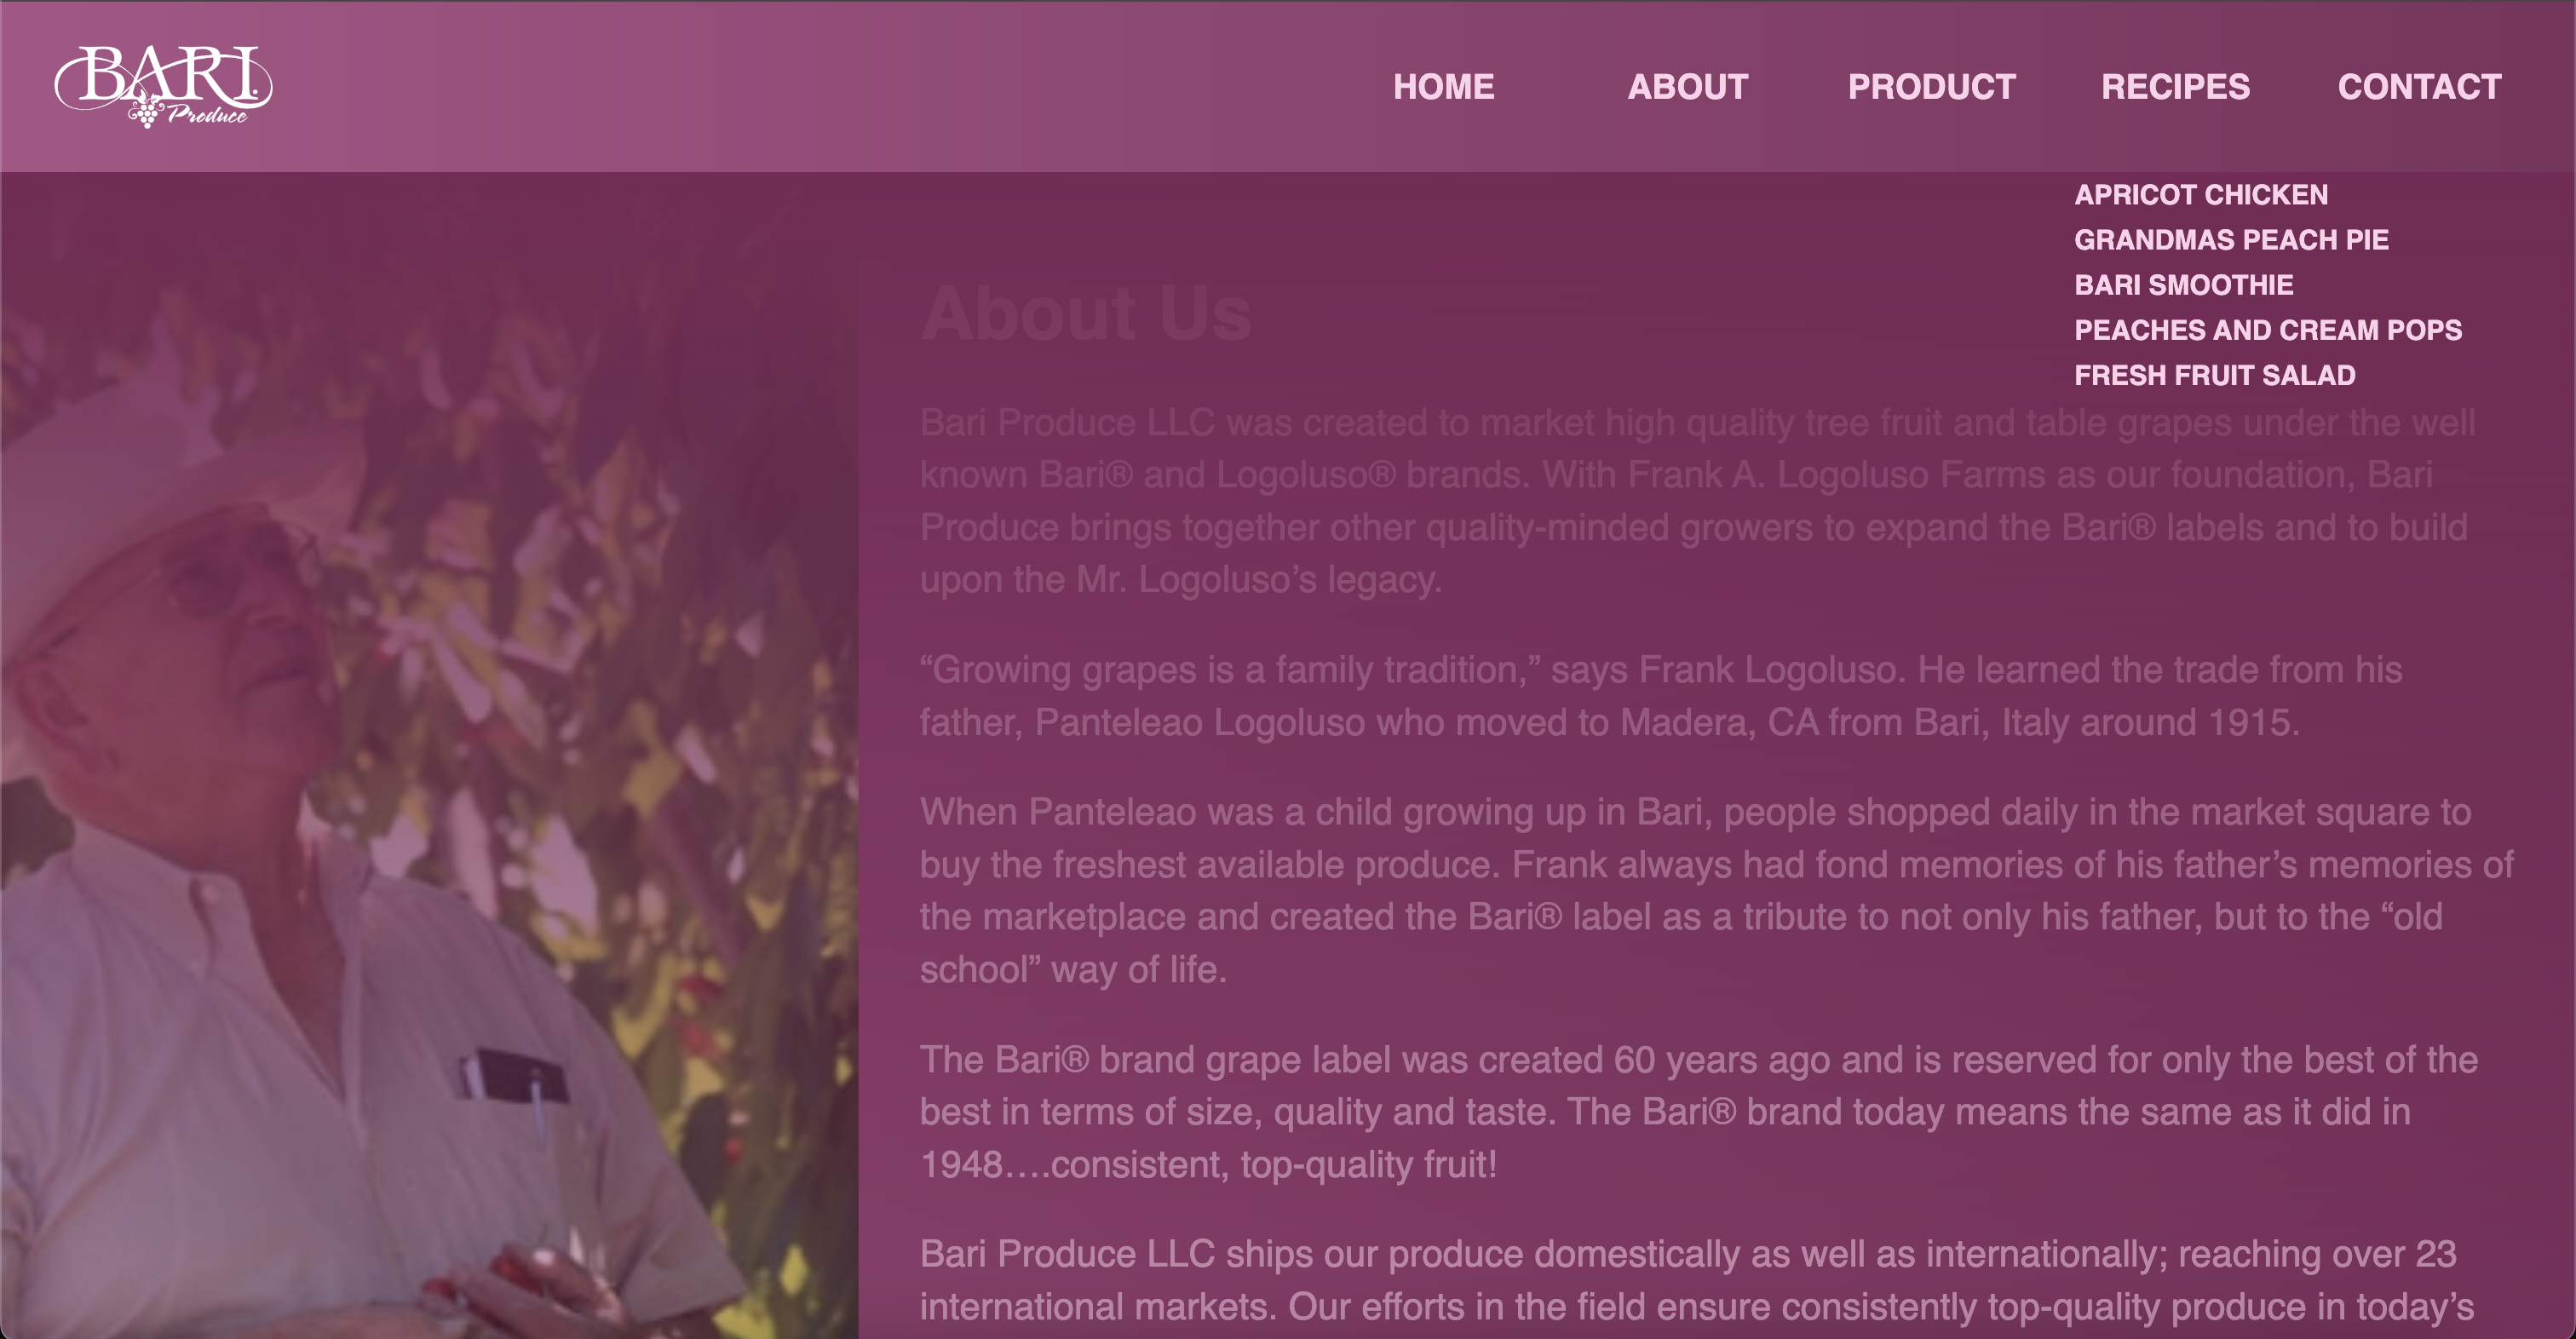 BARI
Produce
HOME ABOUT PRODUCT RECIPES CONTACT
APRICOT CHICKEN
GRANDMAS PEACH PIE
BARI SMOOTHIE
PEACHES AND CREAM POPS
FRESH FRUIT SALAD
About Us
Bari Produce LLC was created to market high quality tree fruit and table grapes under the well
known Bari® and Logoluso® brands. With Frank A. Logoluso Farms as our foundation, Bari
Produce brings together other quality-minded growers to expand the Bari® labels and to build
upon the Mr. Logoluso’s legacy.
“Growing grapes is a family tradition,” says Frank Logoluso. He learned the trade from his
father, Panteleao Logoluso who moved to Madera, CA from Bari, Italy around 1915.
When Panteleao was a child growing up in Bari, people shopped daily in the market square to
buy the freshest available produce. Frank always had fond memories of his father’s memories of
the marketplace and created the Bari® label as a tribute to not only his father, but to the “old
school” way of life.
The Bari® brand grape label was created 60 years ago and is reserved for only the best of the
best in terms of size, quality and taste. The Bari® brand today means the same as it did in
1948….consistent, top-quality fruit!
Bari Produce LLC ships our produce domestically as well as internationally; reaching over 23
international markets. Our efforts in the field ensure consistently top-quality produce in today’s